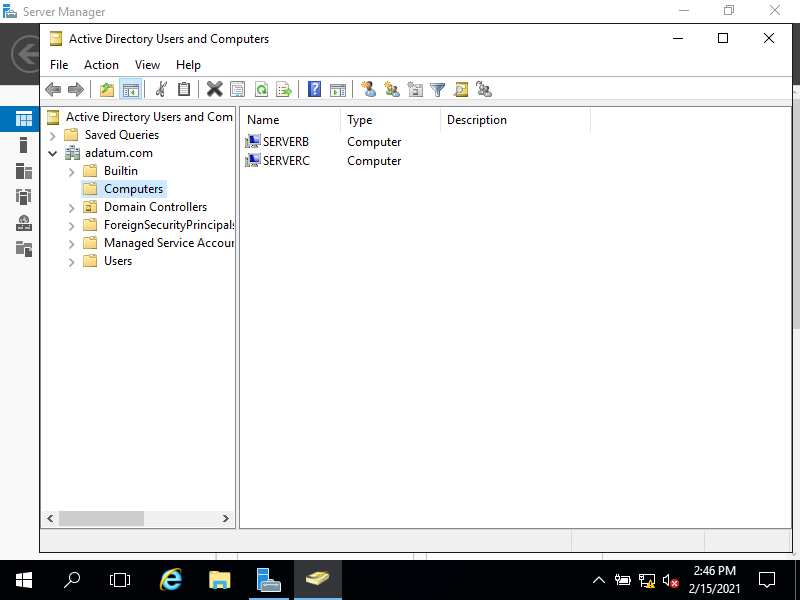 Server Manager
Active Directory Users and Computers
File Action View Help
Active Directory Users and Com
Saved Queries
adatum.com
Builtin
Computers
Domain Controllers
ForeignSecurityPrincipals
Managed Service Accour
Users
Name Type Description
SERVERB Computer
SERVERC Computer
2:46 PM
2/15/2021